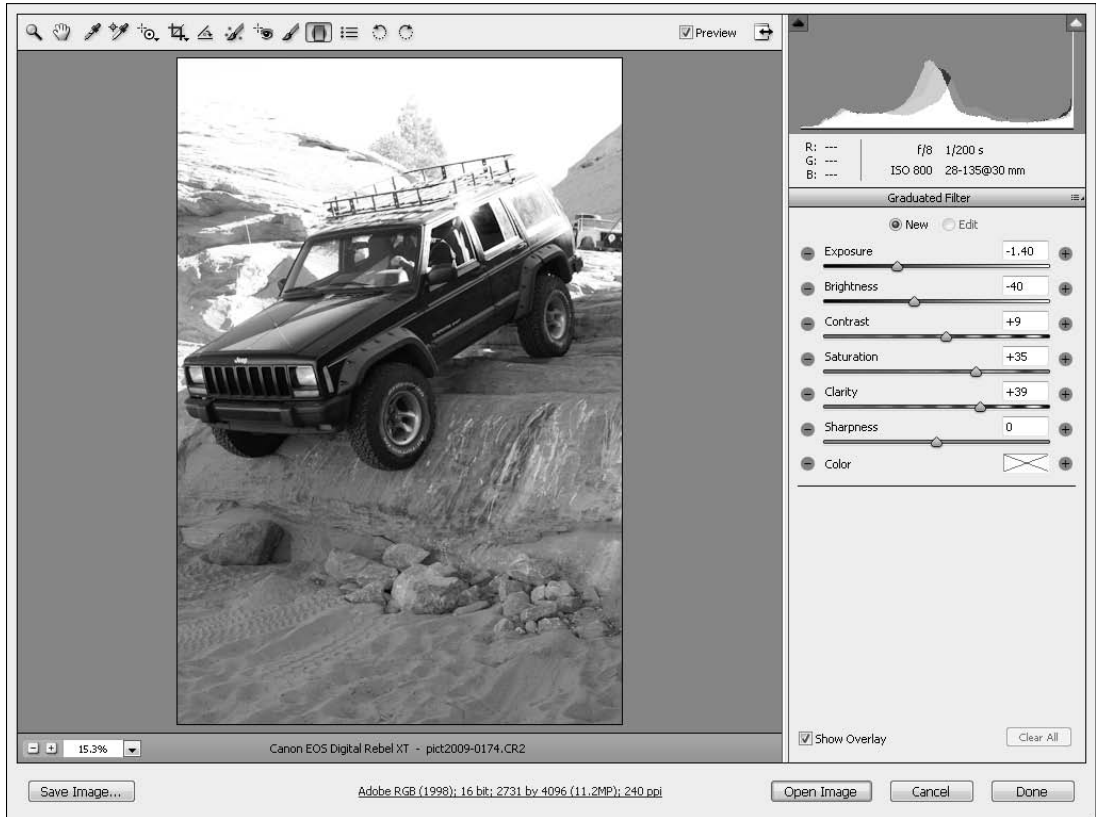 Preview
R: ---
G: ---
B: ---
f/8 1/200 s
ISO 800 28-135@30 mm
Graduated Filter
New Edit
Exposure -1.40
Brightness -40
Contrast +9
Saturation +35
Clarity +39
Sharpness 0
Color
Jeep
15.3%
Canon EOS Digital Rebel XT - pict2009-0174.CR2
Show Overlay
Clear All
Save Image...
Adobe RGB (1998); 16 bit; 2731 by 4096 (11.2MP); 240 ppi
Open Image
Cancel
Done